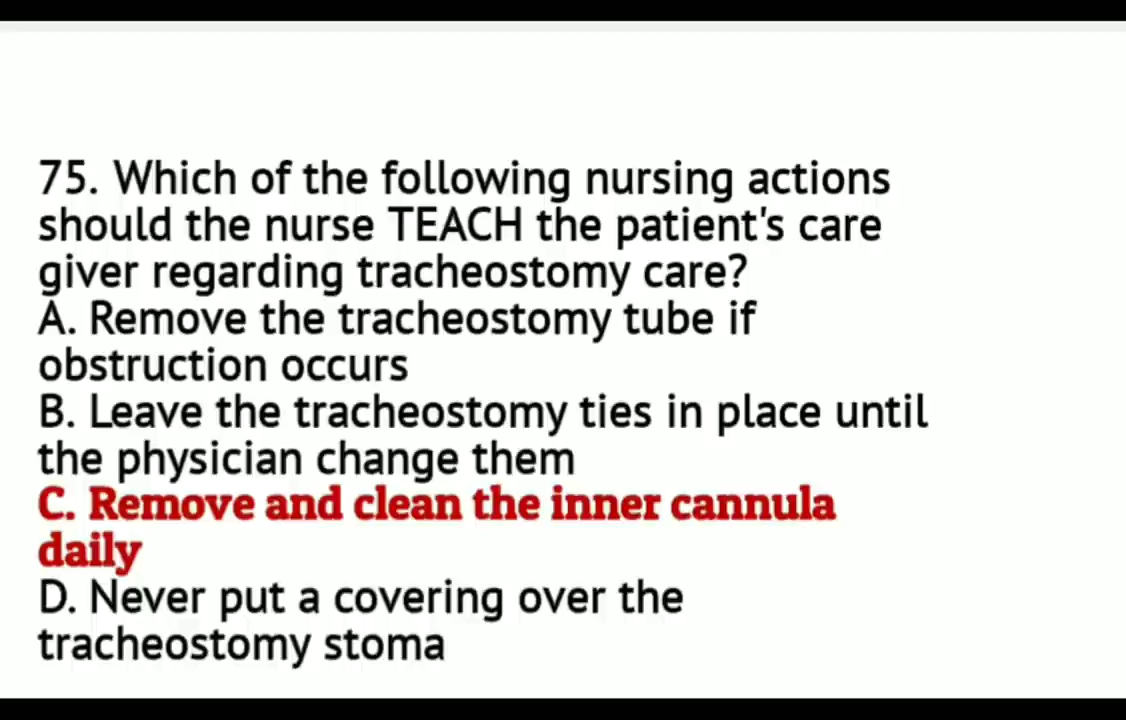 75. Which of the following nursing actions
should the nurse TEACH the patient's care
giver regarding tracheostomy care?
A. Remove the tracheostomy tube if
obstruction occurs
B. Leave the tracheostomy ties in place until
the physician change them
C. Remove and clean the inner cannula
daily
D. Never put a covering over the
tracheostomy stoma